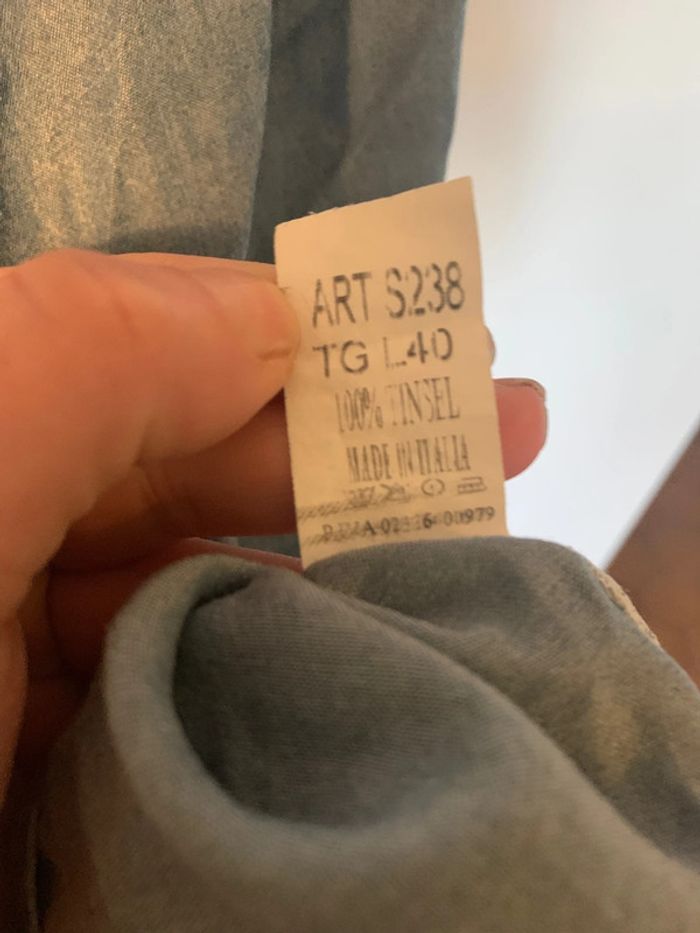 ART S238
TG L40
100% TINSEL
MADE IN ITALIA